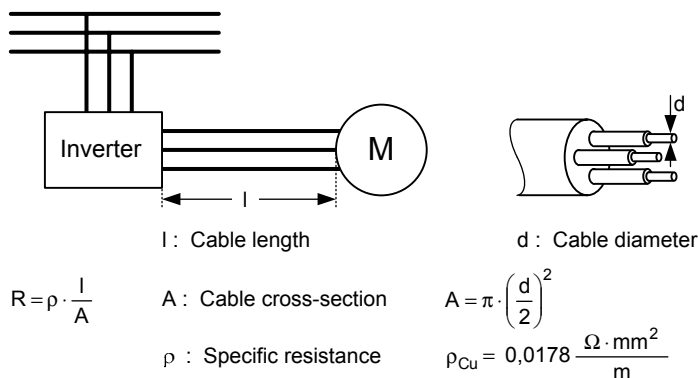 Inverter
M
d
l
l : Cable length
d : Cable diameter
R = ρ · l / A
A : Cable cross-section
A = π · (d / 2)²
ρ : Specific resistance
ρCu = 0,0178 Ω · mm² / m